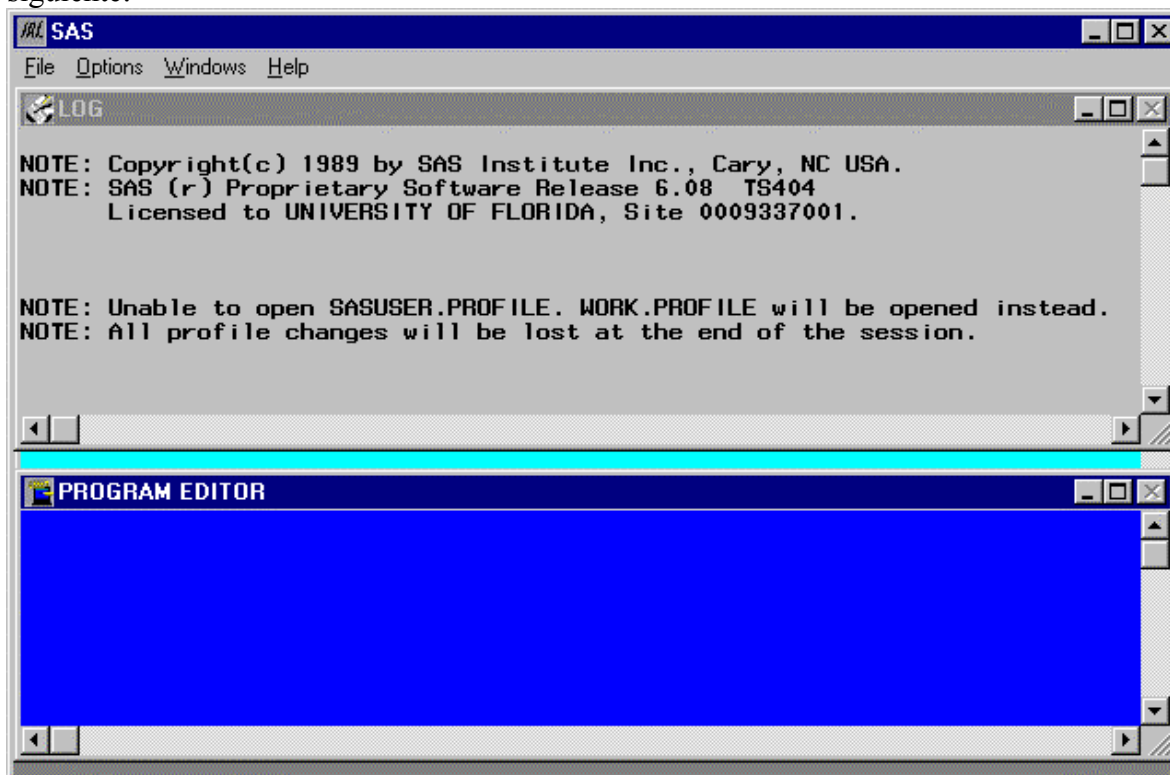 siguiente:
SAS
File Options Windows Help
LOG
NOTE: Copyright(c) 1989 by SAS Institute Inc., Cary, NC USA.
NOTE: SAS (r) Proprietary Software Release 6.08 TS404
Licensed to UNIVERSITY OF FLORIDA, Site 0009337001.
NOTE: Unable to open SASUSER.PROFILE. WORK.PROFILE will be opened instead.
NOTE: All profile changes will be lost at the end of the session.
PROGRAM EDITOR